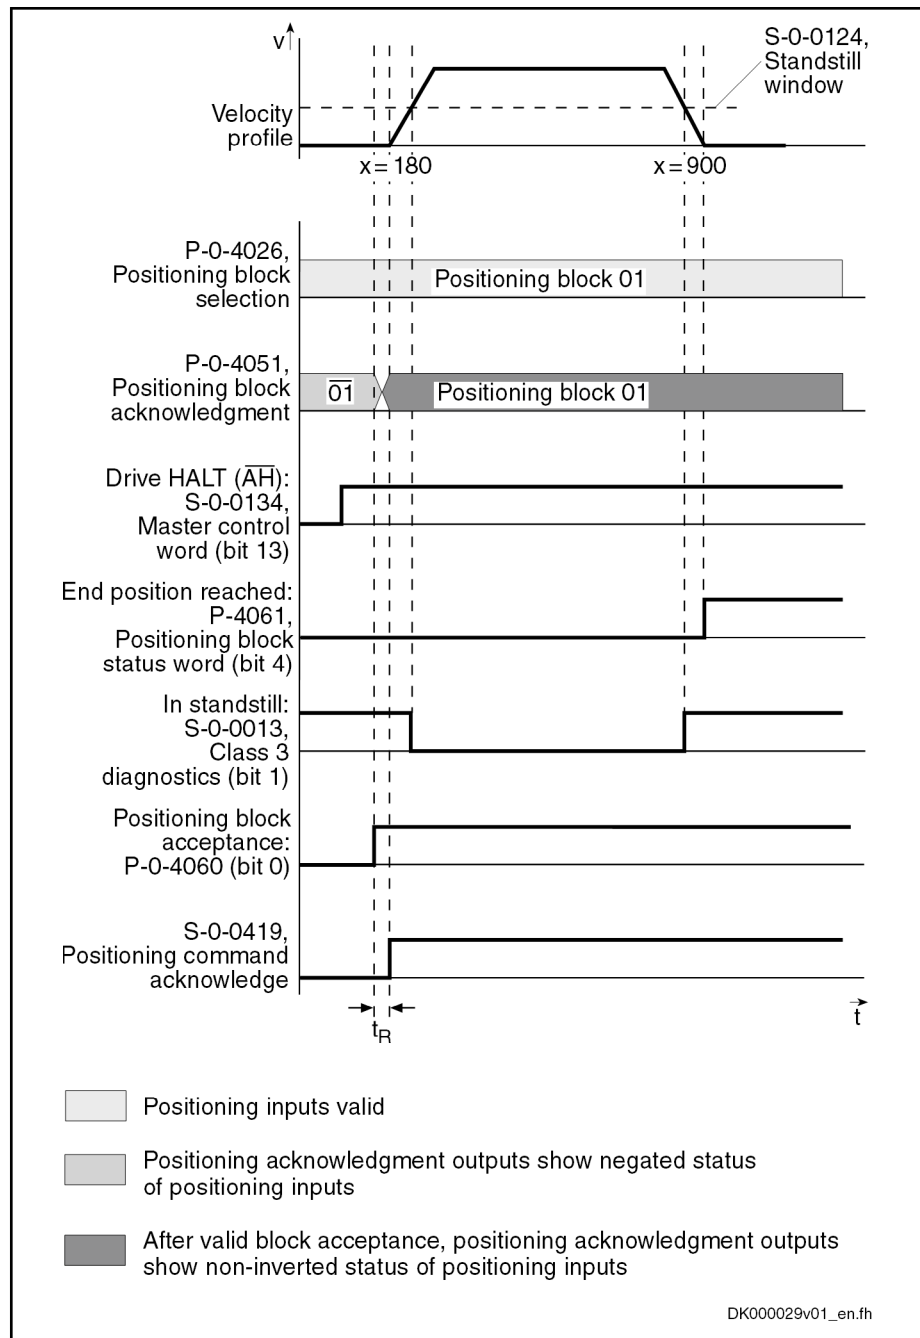 v
S-0-0124,
Standstill
window
Velocity
profile
x = 180
x = 900
P-0-4026,
Positioning block
selection
Positioning block 01
P-0-4051,
Positioning block
acknowledgment
0̅1̅
Positioning block 01
Drive HALT (A̅H̅):
S-0-0134,
Master control
word (bit 13)
End position reached:
P-4061,
Positioning block
status word (bit 4)
In standstill:
S-0-0013,
Class 3
diagnostics (bit 1)
Positioning block
acceptance:
P-0-4060 (bit 0)
S-0-0419,
Positioning command
acknowledge
t
tR
Positioning inputs valid
Positioning acknowledgment outputs show negated status
of positioning inputs
After valid block acceptance, positioning acknowledgment outputs
show non-inverted status of positioning inputs
DK000029v01_en.fh